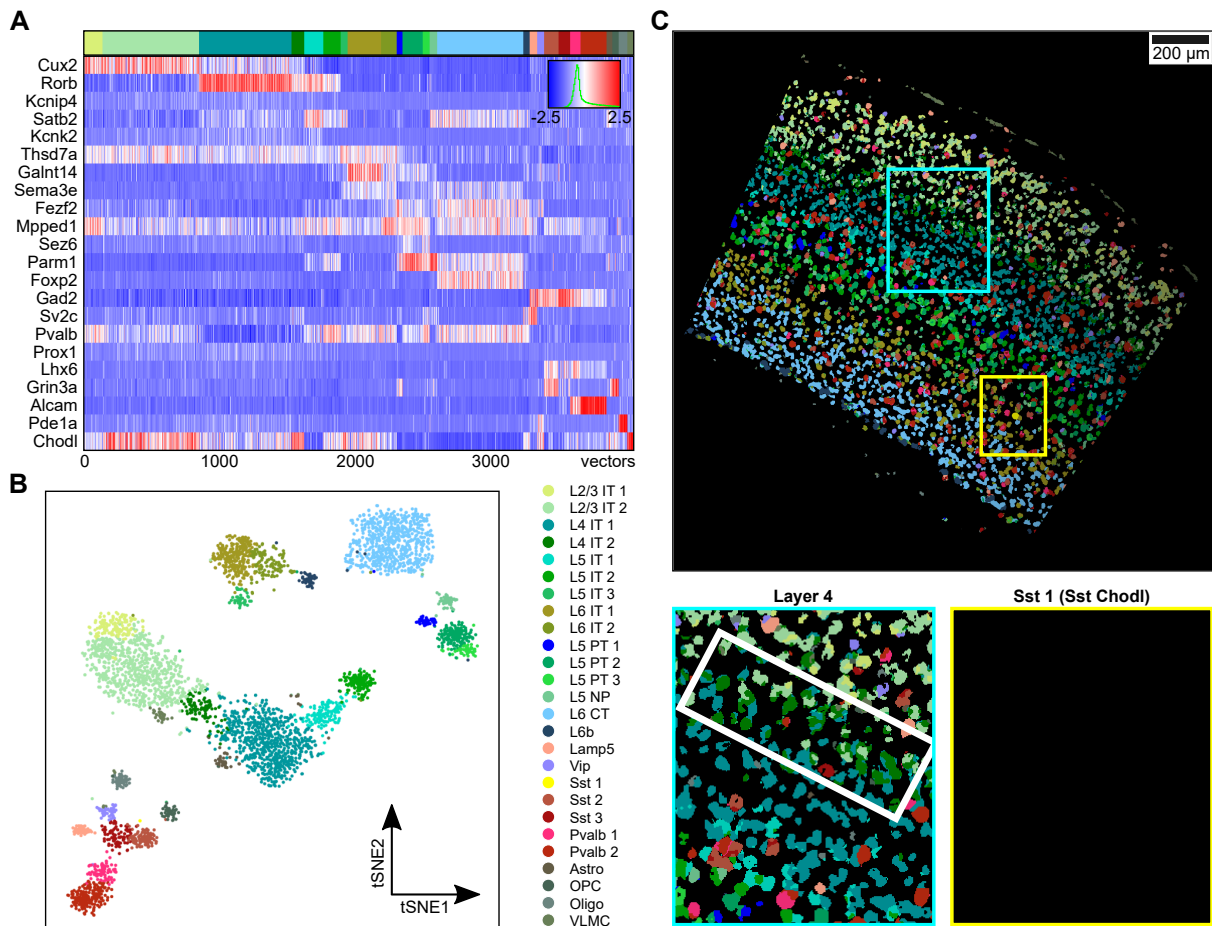 A
Cux2
Rorb
Kcnip4
Satb2
Kcnk2
Thsd7a
Galnt14
Sema3e
Fezf2
Mpped1
Sez6
Parm1
Foxp2
Gad2
Sv2c
Pvalb
Prox1
Lhx6
Grin3a
Alcam
Pde1a
Chodl
-2.5 2.5
0 1000 2000 3000 vectors
B
L2/3 IT 1
L2/3 IT 2
L4 IT 1
L4 IT 2
L5 IT 1
L5 IT 2
L5 IT 3
L6 IT 1
L6 IT 2
L5 PT 1
L5 PT 2
L5 PT 3
L5 NP
L6 CT
L6b
Lamp5
Vip
Sst 1
Sst 2
Sst 3
Pvalb 1
Pvalb 2
Astro
OPC
Oligo
VLMC
tSNE2
tSNE1
C
200 µm
Layer 4
Sst 1 (Sst Chodl)